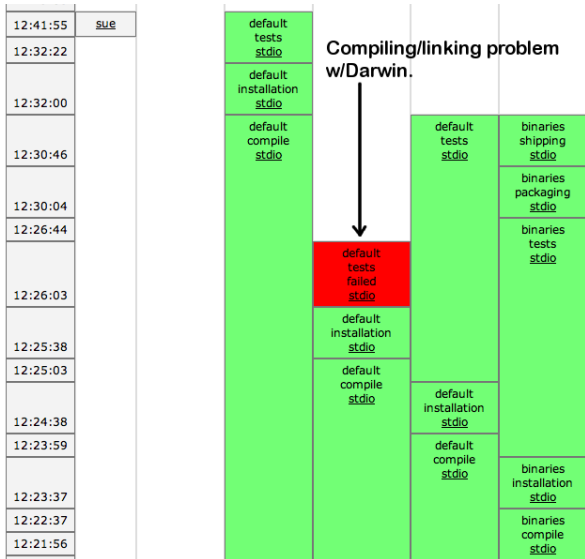 12:41:55
sue
12:32:22
12:32:00
12:30:46
12:30:04
12:26:44
12:26:03
12:25:38
12:25:03
12:24:38
12:23:59
12:23:37
12:22:37
12:21:56
default
tests
stdio
default
installation
stdio
default
compile
stdio
Compiling/linking problem
w/Darwin.
default
tests
failed
stdio
default
installation
stdio
default
compile
stdio
default
tests
stdio
default
installation
stdio
default
compile
stdio
binaries
shipping
stdio
binaries
packaging
stdio
binaries
tests
stdio
binaries
installation
stdio
binaries
compile
stdio